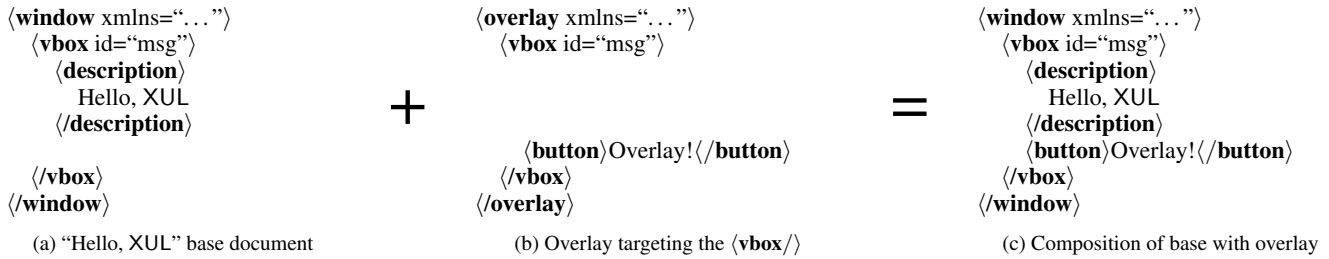 ⟨window xmlns=“...”⟩
⟨vbox id=“msg”⟩
⟨description⟩
Hello, XUL
⟨/description⟩
⟨/vbox⟩
⟨/window⟩
(a) “Hello, XUL” base document
+
⟨overlay xmlns=“...”⟩
⟨vbox id=“msg”⟩
⟨button⟩Overlay!⟨/button⟩
⟨/vbox⟩
⟨/overlay⟩
(b) Overlay targeting the ⟨vbox/⟩
=
⟨window xmlns=“...”⟩
⟨vbox id=“msg”⟩
⟨description⟩
Hello, XUL
⟨/description⟩
⟨button⟩Overlay!⟨/button⟩
⟨/vbox⟩
⟨/window⟩
(c) Composition of base with overlay